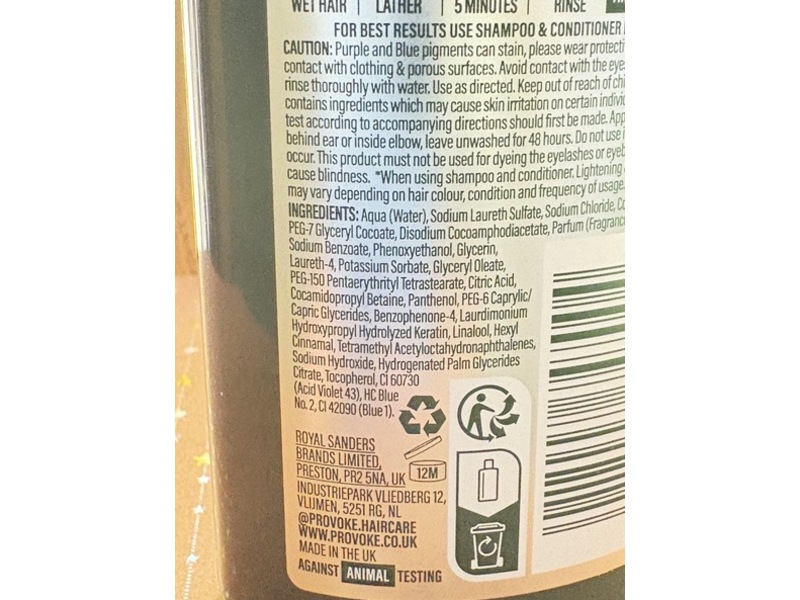 WET HAIR | LATHER | 5 MINUTES | RINSE
FOR BEST RESULTS USE SHAMPOO & CONDITIONER
CAUTION: Purple and Blue pigments can stain, please wear
contact with clothing & porous surfaces. Avoid contact with the
rinse thoroughly with water. Use as directed. Keep out of reach of
contains ingredients which may cause skin irritation on certain
test according to accompanying directions should first be made.
behind ear or inside elbow, leave unwashed for 48 hours. Do not use
occur. This product must not be used for dyeing the eyelashes or
cause blindness. *When using shampoo and conditioner. Lightening
may vary depending on hair colour, condition and frequency of usage.
INGREDIENTS: Aqua (Water), Sodium Laureth Sulfate, Sodium Chloride,
PEG-7 Glyceryl Cocoate, Disodium Cocoamphodiacetate, Parfum
Sodium Benzoate, Phenoxyethanol, Glycerin,
Laureth-4, Potassium Sorbate, Glyceryl Oleate,
PEG-150 Pentaerythrityl Tetrastearate, Citric Acid,
Cocamidopropyl Betaine, Panthenol, PEG-6 Caprylic/
Capric Glycerides, Benzophenone-4, Laurdimonium
Hydroxypropyl Hydrolyzed Keratin, Linalool, Hexyl
Cinnamal, Tetramethyl Acetyloctahydronaphthalenes,
Sodium Hydroxide, Hydrogenated Palm Glycerides
Citrate, Tocopherol, CI 60730
(Acid Violet 43), HC Blue
No. 2, CI 42090 (Blue 1).
ROYAL SANDERS
BRANDS LIMITED,
PRESTON, PR2 5NA, UK
12M
INDUSTRIEPARK VLIEDBERG 12,
VLIJMEN, 5251 RG, NL
@PROVOKE.HAIRCARE
WWW.PROVOKE.CO.UK
MADE IN THE UK
AGAINST ANIMAL TESTING